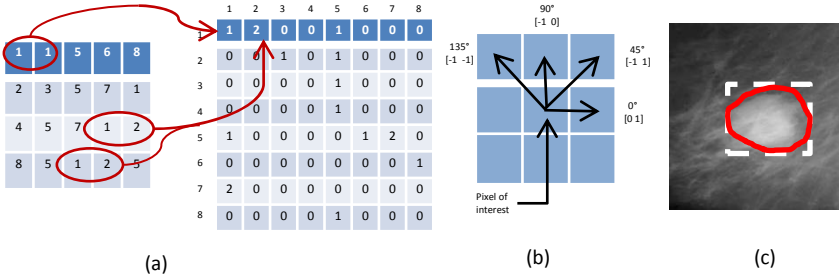 1 1 5 6 8
2 3 5 7 1
4 5 7 1 2
8 5 1 2 5
1 2 3 4 5 6 7 8
1 1 2 0 0 1 0 0 0
2 0 0 1 0 1 0 0 0
3 0 0 0 0 1 0 0 0
4 0 0 0 0 1 0 0 0
5 1 0 0 0 0 1 2 0
6 0 0 0 0 0 0 0 1
7 2 0 0 0 0 0 0 0
8 0 0 0 0 1 0 0 0
(a)
90°
[-1 0]
135°
[-1 -1]
45°
[-1 1]
0°
[0 1]
Pixel of
interest
(b)
(c)